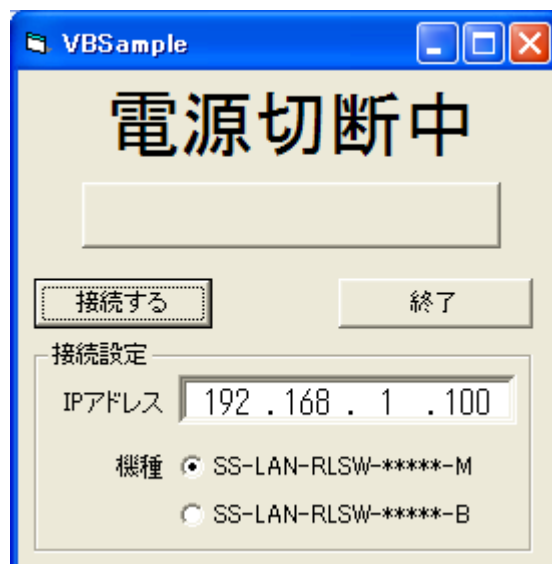 VBSample
電源切断中
接続する 終了
接続設定
IPアドレス 192 . 168 . 1 . 100
機種 SS-LAN-RLSW-*****-M
SS-LAN-RLSW-*****-B